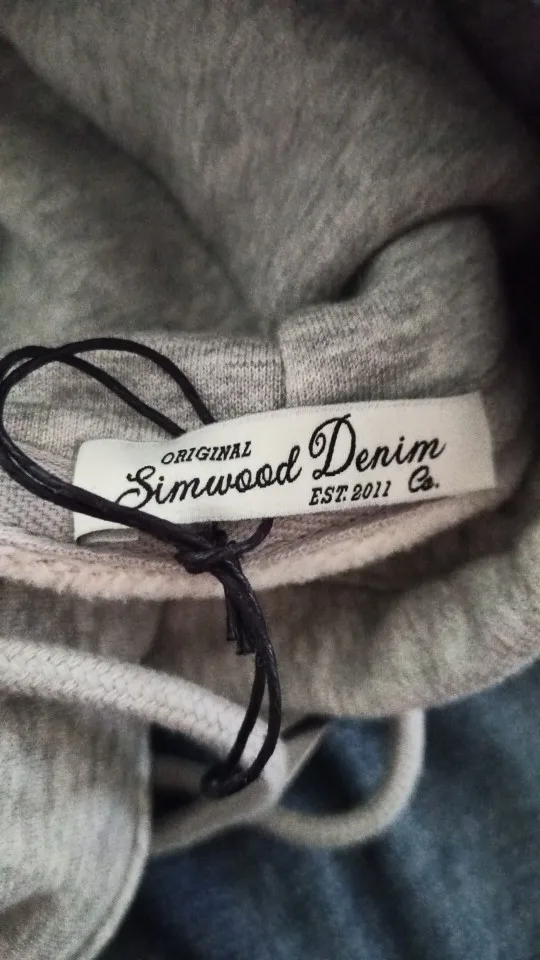 ORIGINAL
Simwood Denim
EST. 2011 Co.